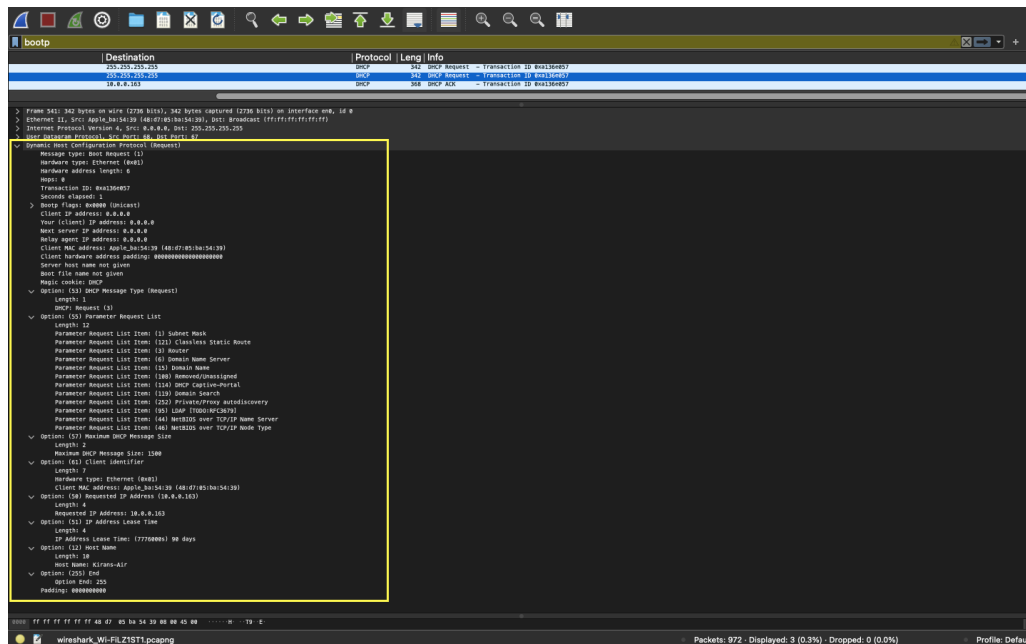 bootp
Destination Protocol Leng Info
255.255.255.255 DHCP 342 DHCP Request - Transaction ID 0xa136e057
255.255.255.255 DHCP 342 DHCP Request - Transaction ID 0xa136e057
10.0.0.163 DHCP 368 DHCP ACK - Transaction ID 0xa136e057
Frame 541: 342 bytes on wire (2736 bits), 342 bytes captured (2736 bits) on interface en0, id 0
Ethernet II, Src: Apple_ba:54:39 (48:d7:05:ba:54:39), Dst: Broadcast (ff:ff:ff:ff:ff:ff)
Internet Protocol Version 4, Src: 0.0.0.0, Dst: 255.255.255.255
User Datagram Protocol, Src Port: 68, Dst Port: 67
Dynamic Host Configuration Protocol (Request)
Message type: Boot Request (1)
Hardware type: Ethernet (0x01)
Hardware address length: 6
Hops: 0
Transaction ID: 0xa136e057
Seconds elapsed: 1
Bootp flags: 0x0000 (Unicast)
Client IP address: 0.0.0.0
Your (client) IP address: 0.0.0.0
Next server IP address: 0.0.0.0
Relay agent IP address: 0.0.0.0
Client MAC address: Apple_ba:54:39 (48:d7:05:ba:54:39)
Client hardware address padding: 00000000000000000000
Server host name not given
Boot file name not given
Magic cookie: DHCP
Option: (53) DHCP Message Type (Request)
Length: 1
DHCP: Request (3)
Option: (55) Parameter Request List
Length: 12
Parameter Request List Item: (1) Subnet Mask
Parameter Request List Item: (121) Classless Static Route
Parameter Request List Item: (3) Router
Parameter Request List Item: (6) Domain Name Server
Parameter Request List Item: (15) Domain Name
Parameter Request List Item: (108) Removed/Unassigned
Parameter Request List Item: (114) DHCP Captive-Portal
Parameter Request List Item: (119) Domain Search
Parameter Request List Item: (252) Private/Proxy autodiscovery
Parameter Request List Item: (95) LDAP [TODO:RFC3679]
Parameter Request List Item: (44) NetBIOS over TCP/IP Name Server
Parameter Request List Item: (46) NetBIOS over TCP/IP Node Type
Option: (57) Maximum DHCP Message Size
Length: 2
Maximum DHCP Message Size: 1500
Option: (61) Client identifier
Length: 7
Hardware type: Ethernet (0x01)
Client MAC address: Apple_ba:54:39 (48:d7:05:ba:54:39)
Option: (50) Requested IP Address (10.0.0.163)
Length: 4
Requested IP Address: 10.0.0.163
Option: (51) IP Address Lease Time
Length: 4
IP Address Lease Time: (7776000s) 90 days
Option: (12) Host Name
Length: 10
Host Name: Kirans-Air
Option: (255) End
Option End: 255
Padding: 0000000000
0000 ff ff ff ff ff ff 48 d7 05 ba 54 39 08 00 45 00 ······H· ··T9··E·
wireshark_Wi-FiLZ1ST1.pcapng Packets: 972 · Displayed: 3 (0.3%) · Dropped: 0 (0.0%) Profile: Defau